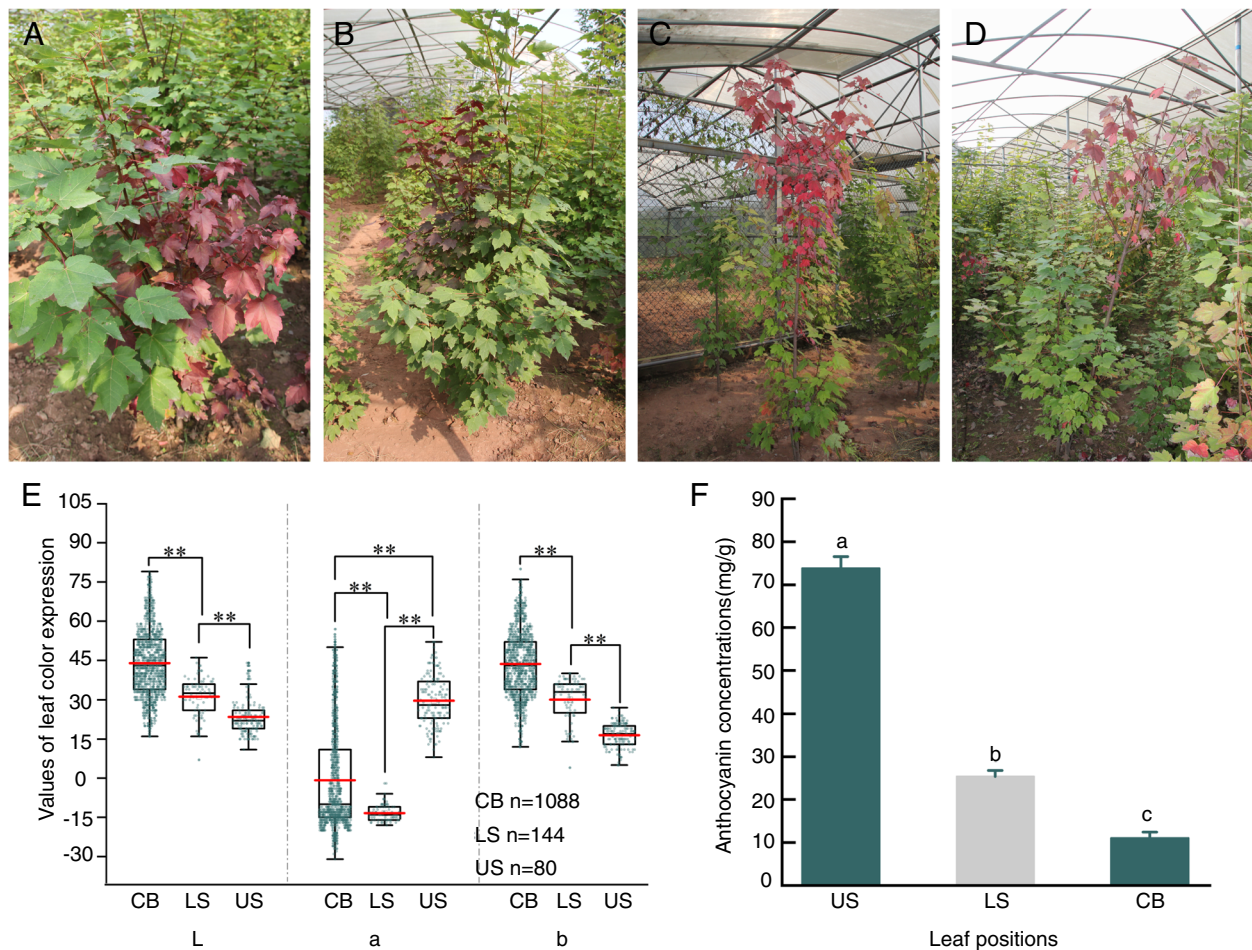 A
B
C
D
E
Values of leaf color expression
105
90
75
60
45
30
15
0
-15
-30
**
**
**
**
**
**
**
CB n=1088
LS n=144
US n=80
CB LS US CB LS US CB LS US
L a b
F
Anthocyanin concentrations(mg/g)
90
80
70
60
50
40
30
20
10
0
a
b
c
US LS CB
Leaf positions